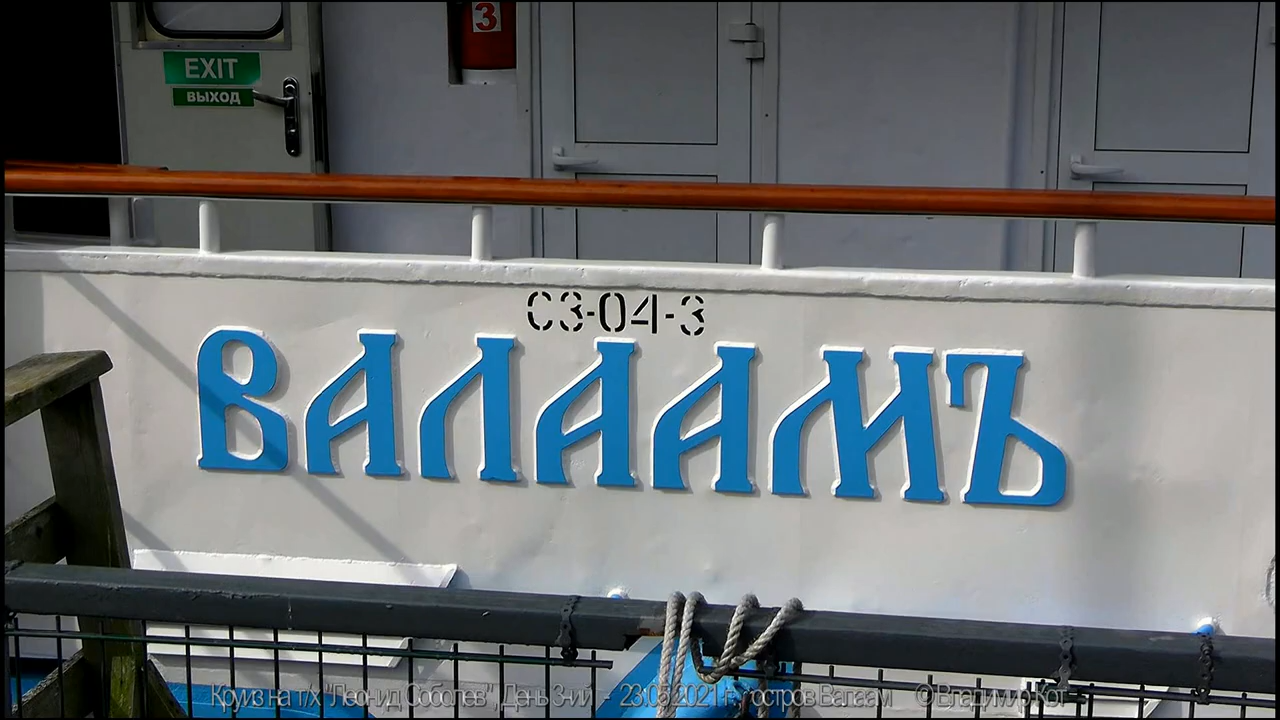 3
EXIT
ВЫХОД
СЗ-04-3
ВАЛААМЪ
Круиз на т/х "Леонид Соболев", День 3-ий - 23.05.2021 г., остров Валаам © Владимир Кот